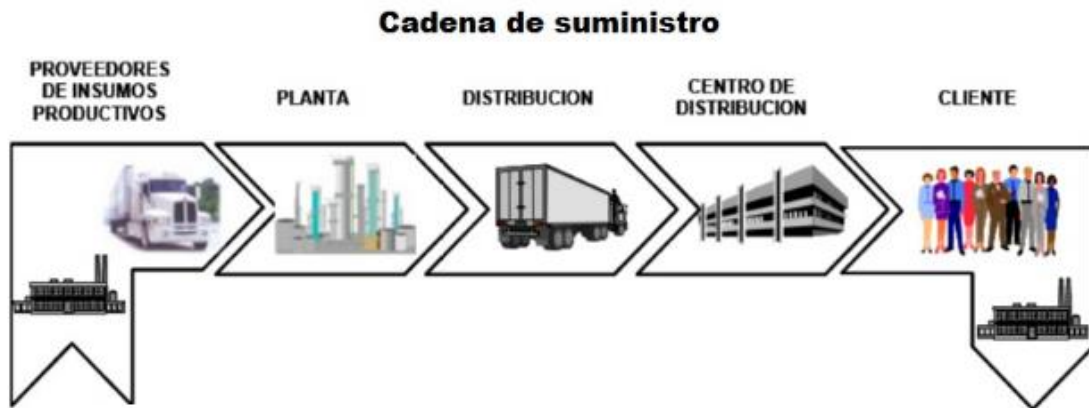 Cadena de suministro
PROVEEDORES
DE INSUMOS
PRODUCTIVOS
PLANTA
DISTRIBUCION
CENTRO DE
DISTRIBUCION
CLIENTE